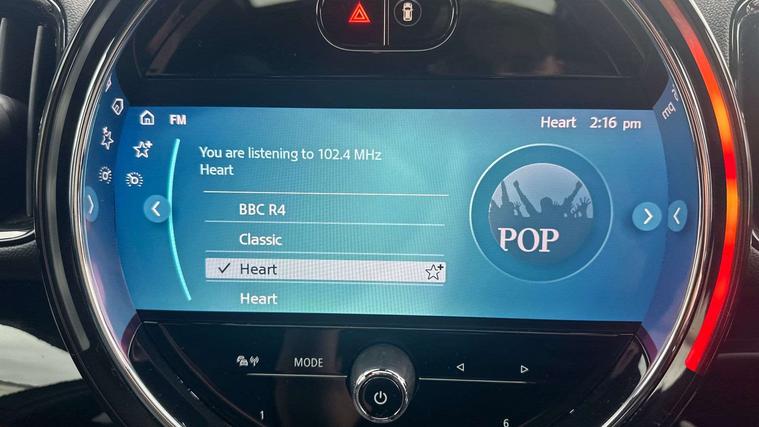 FM
Heart 2:16 pm
You are listening to 102.4 MHz
Heart
BBC R4
Classic
Heart
Heart
POP
MODE
1
6